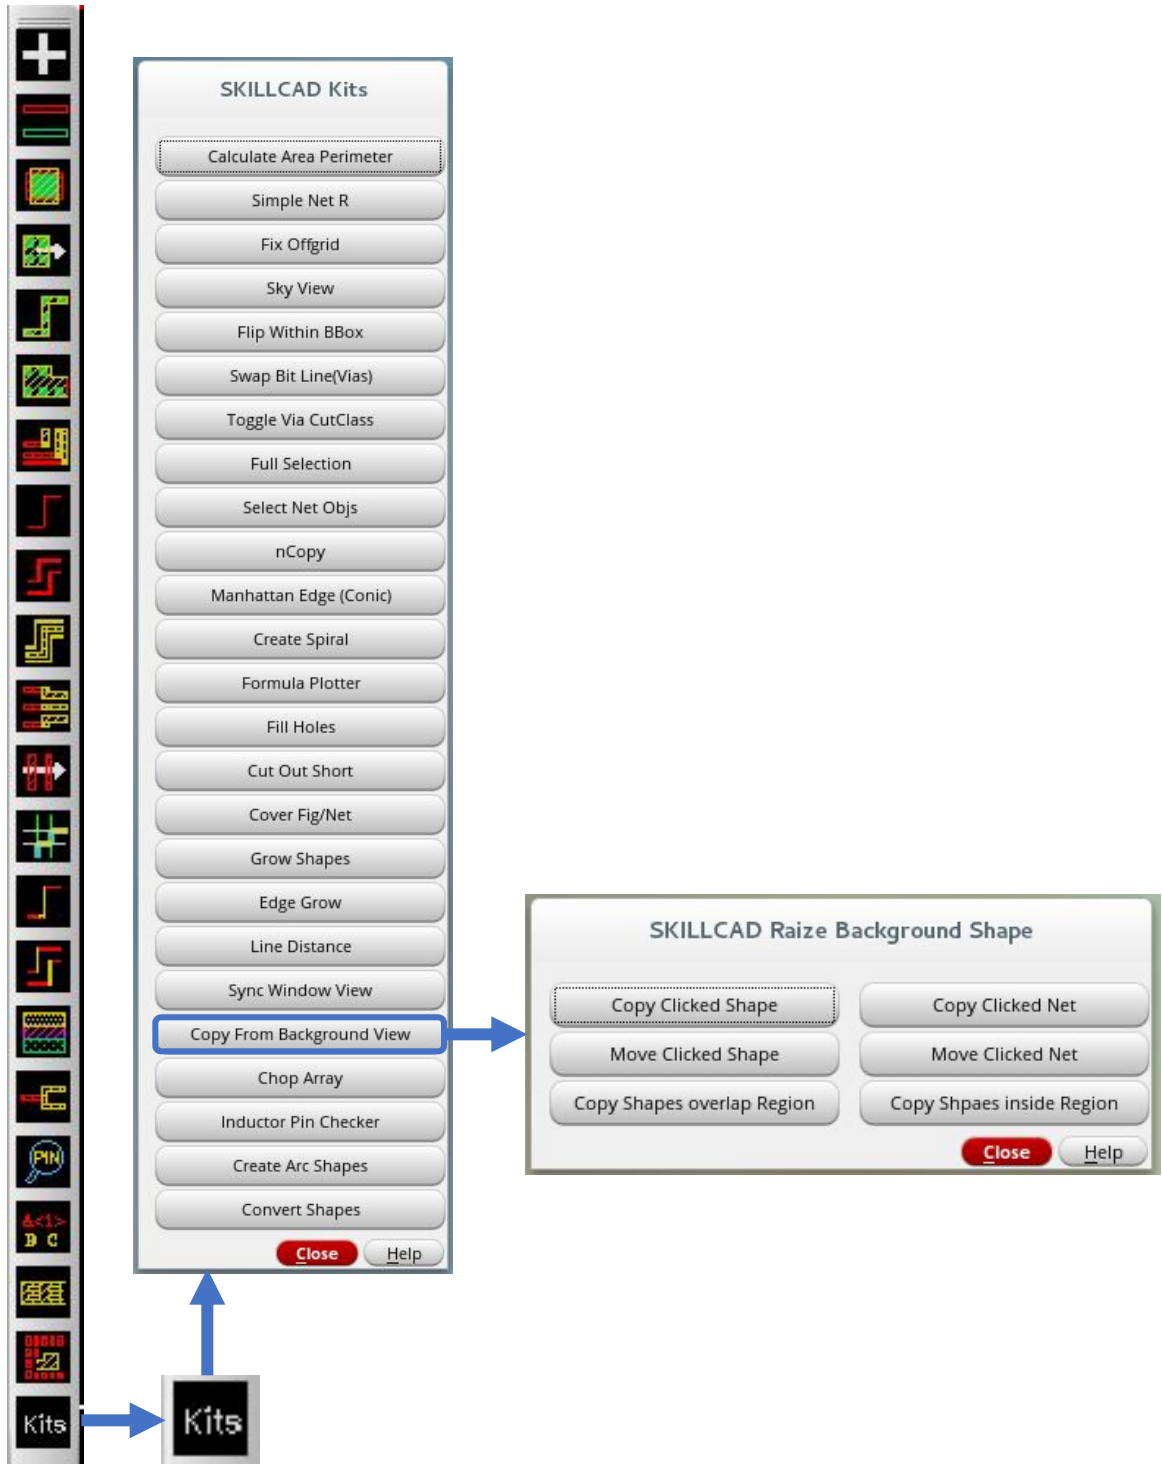 SKILLCAD Kits
Calculate Area Perimeter
Simple Net R
Fix Offgrid
Sky View
Flip Within BBox
Swap Bit Line(Vias)
Toggle Via CutClass
Full Selection
Select Net Objs
nCopy
Manhattan Edge (Conic)
Create Spiral
Formula Plotter
Fill Holes
Cut Out Short
Cover Fig/Net
Grow Shapes
Edge Grow
Line Distance
Sync Window View
Copy From Background View
Chop Array
Inductor Pin Checker
Create Arc Shapes
Convert Shapes
Close Help
SKILLCAD Raize Background Shape
Copy Clicked Shape Copy Clicked Net
Move Clicked Shape Move Clicked Net
Copy Shapes overlap Region Copy Shpaes inside Region
Close Help
PIN
A<1>
B C
Kits
Kits